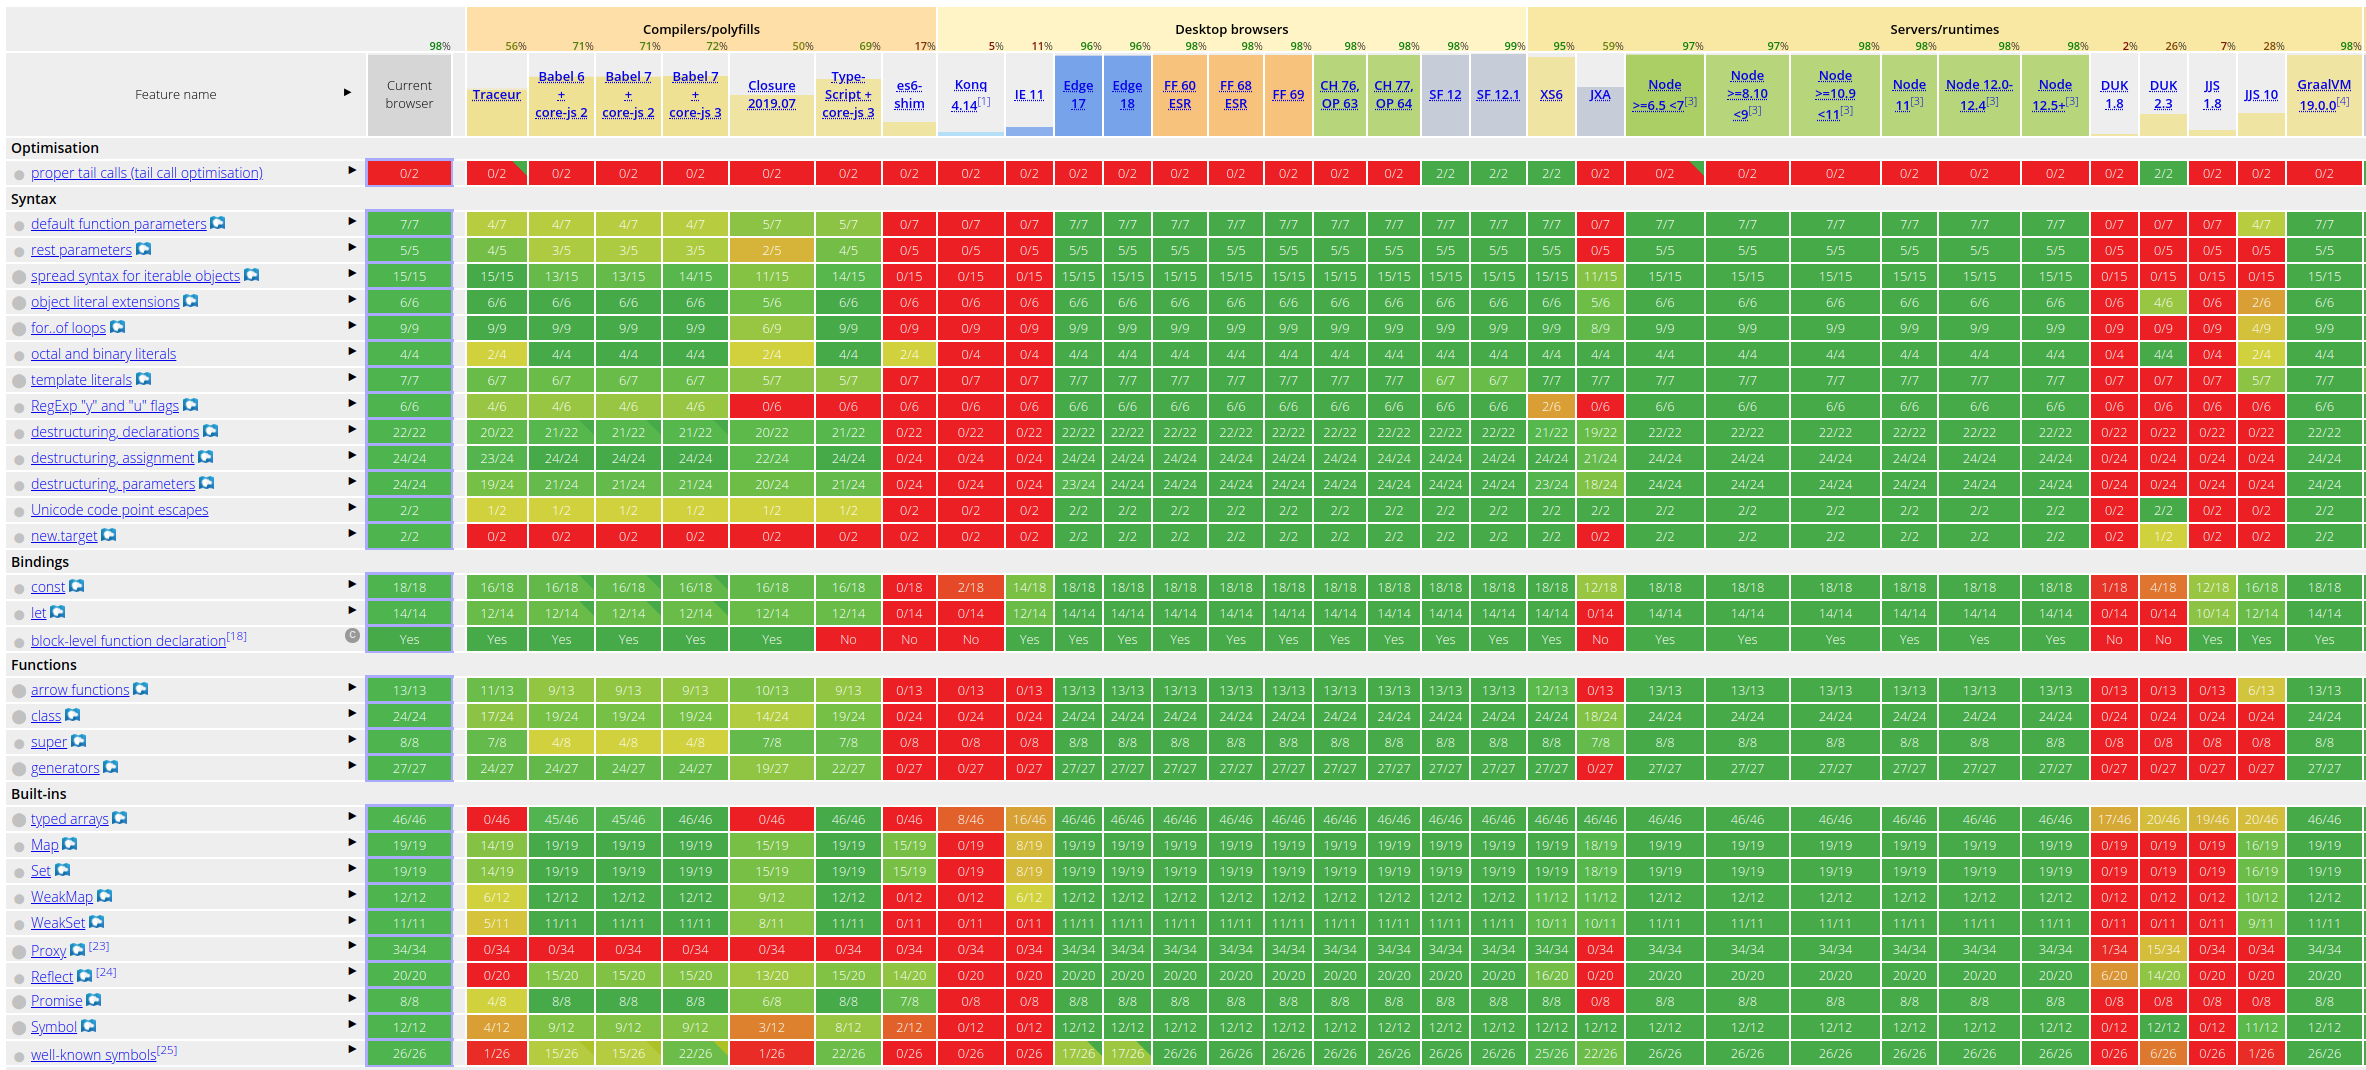 Compilers/polyfills Desktop browsers Servers/runtimes
98% 56% 71% 71% 72% 50% 69% 17% 5% 11% 96% 96% 98% 98% 98% 98% 98% 98% 99% 95% 59% 97% 97% 98% 98% 98% 98% 2% 26% 7% 28% 98%
Feature name ► Current browser Traceur Babel 6 + core-js 2 Babel 7 + core-js 2 Babel 7 + core-js 3 Closure 2019.07 Type-Script + core-js 3 es6-shim Konq 4.14[1] IE 11 Edge 17 Edge 18 FF 60 ESR FF 68 ESR FF 69 CH 76, OP 63 CH 77, OP 64 SF 12 SF 12.1 XS6 JXA Node >=6.5 <7[3] Node >=8.10 <9[3] Node >=10.9 <11[3] Node 11[3] Node 12.0-12.4[3] Node 12.5+[3] DUK 1.8 DUK 2.3 JJS 1.8 JJS 10 GraalVM 19.0.0[4]
Optimisation
proper tail calls (tail call optimisation) ► 0/2 0/2 0/2 0/2 0/2 0/2 0/2 0/2 0/2 0/2 0/2 0/2 0/2 0/2 0/2 0/2 0/2 2/2 2/2 2/2 0/2 0/2 0/2 0/2 0/2 0/2 0/2 0/2 2/2 0/2 0/2 0/2
Syntax
default function parameters ► 7/7 4/7 4/7 4/7 4/7 5/7 5/7 0/7 0/7 0/7 7/7 7/7 7/7 7/7 7/7 7/7 7/7 7/7 7/7 7/7 0/7 7/7 7/7 7/7 7/7 7/7 7/7 0/7 0/7 0/7 4/7 7/7
rest parameters ► 5/5 4/5 3/5 3/5 3/5 2/5 4/5 0/5 0/5 0/5 5/5 5/5 5/5 5/5 5/5 5/5 5/5 5/5 5/5 5/5 0/5 5/5 5/5 5/5 5/5 5/5 5/5 0/5 0/5 0/5 0/5 5/5
spread syntax for iterable objects ► 15/15 15/15 13/15 13/15 14/15 11/15 14/15 0/15 0/15 0/15 15/15 15/15 15/15 15/15 15/15 15/15 15/15 15/15 15/15 15/15 11/15 15/15 15/15 15/15 15/15 15/15 15/15 0/15 0/15 0/15 0/15 15/15
object literal extensions ► 6/6 6/6 6/6 6/6 6/6 5/6 6/6 0/6 0/6 0/6 6/6 6/6 6/6 6/6 6/6 6/6 6/6 6/6 6/6 6/6 5/6 6/6 6/6 6/6 6/6 6/6 6/6 0/6 4/6 0/6 2/6 6/6
for..of loops ► 9/9 9/9 9/9 9/9 9/9 6/9 9/9 0/9 0/9 0/9 9/9 9/9 9/9 9/9 9/9 9/9 9/9 9/9 9/9 9/9 8/9 9/9 9/9 9/9 9/9 9/9 9/9 0/9 0/9 0/9 4/9 9/9
octal and binary literals ► 4/4 2/4 4/4 4/4 4/4 2/4 4/4 2/4 0/4 0/4 4/4 4/4 4/4 4/4 4/4 4/4 4/4 4/4 4/4 4/4 4/4 4/4 4/4 4/4 4/4 4/4 4/4 0/4 4/4 0/4 2/4 4/4
template literals ► 7/7 6/7 6/7 6/7 6/7 5/7 5/7 0/7 0/7 0/7 7/7 7/7 7/7 7/7 7/7 7/7 7/7 6/7 6/7 7/7 7/7 7/7 7/7 7/7 7/7 7/7 7/7 0/7 0/7 0/7 5/7 7/7
RegExp "y" and "u" flags ► 6/6 4/6 4/6 4/6 4/6 0/6 0/6 0/6 0/6 0/6 6/6 6/6 6/6 6/6 6/6 6/6 6/6 6/6 6/6 2/6 0/6 6/6 6/6 6/6 6/6 6/6 6/6 0/6 0/6 0/6 0/6 6/6
destructuring, declarations ► 22/22 20/22 21/22 21/22 21/22 20/22 21/22 0/22 0/22 0/22 22/22 22/22 22/22 22/22 22/22 22/22 22/22 22/22 22/22 21/22 19/22 22/22 22/22 22/22 22/22 22/22 22/22 0/22 0/22 0/22 0/22 22/22
destructuring, assignment ► 24/24 23/24 24/24 24/24 24/24 22/24 24/24 0/24 0/24 0/24 24/24 24/24 24/24 24/24 24/24 24/24 24/24 24/24 24/24 24/24 21/24 24/24 24/24 24/24 24/24 24/24 24/24 0/24 0/24 0/24 0/24 24/24
destructuring, parameters ► 24/24 19/24 21/24 21/24 21/24 20/24 21/24 0/24 0/24 0/24 23/24 24/24 24/24 24/24 24/24 24/24 24/24 24/24 24/24 23/24 18/24 24/24 24/24 24/24 24/24 24/24 24/24 0/24 0/24 0/24 0/24 24/24
Unicode code point escapes ► 2/2 1/2 1/2 1/2 1/2 1/2 1/2 0/2 0/2 0/2 2/2 2/2 2/2 2/2 2/2 2/2 2/2 2/2 2/2 2/2 2/2 2/2 2/2 2/2 2/2 2/2 2/2 0/2 2/2 0/2 0/2 2/2
new.target ► 2/2 0/2 0/2 0/2 0/2 0/2 0/2 0/2 0/2 0/2 2/2 2/2 2/2 2/2 2/2 2/2 2/2 2/2 2/2 2/2 0/2 2/2 2/2 2/2 2/2 2/2 2/2 0/2 1/2 0/2 0/2 2/2
Bindings
const ► 18/18 16/18 16/18 16/18 16/18 16/18 16/18 0/18 2/18 14/18 18/18 18/18 18/18 18/18 18/18 18/18 18/18 18/18 18/18 18/18 12/18 18/18 18/18 18/18 18/18 18/18 18/18 1/18 4/18 12/18 16/18 18/18
let ► 14/14 12/14 12/14 12/14 12/14 12/14 12/14 0/14 0/14 12/14 14/14 14/14 14/14 14/14 14/14 14/14 14/14 14/14 14/14 14/14 0/14 14/14 14/14 14/14 14/14 14/14 14/14 0/14 0/14 10/14 12/14 14/14
block-level function declaration[18] C Yes Yes Yes Yes Yes Yes No No No Yes Yes Yes Yes Yes Yes Yes Yes Yes Yes Yes No Yes Yes Yes Yes Yes Yes No No Yes Yes Yes
Functions
arrow functions ► 13/13 11/13 9/13 9/13 9/13 10/13 9/13 0/13 0/13 0/13 13/13 13/13 13/13 13/13 13/13 13/13 13/13 13/13 13/13 12/13 0/13 13/13 13/13 13/13 13/13 13/13 13/13 0/13 0/13 0/13 6/13 13/13
class ► 24/24 17/24 19/24 19/24 19/24 14/24 19/24 0/24 0/24 0/24 24/24 24/24 24/24 24/24 24/24 24/24 24/24 24/24 24/24 24/24 18/24 24/24 24/24 24/24 24/24 24/24 24/24 0/24 0/24 0/24 0/24 24/24
super ► 8/8 7/8 4/8 4/8 4/8 7/8 7/8 0/8 0/8 0/8 8/8 8/8 8/8 8/8 8/8 8/8 8/8 8/8 8/8 8/8 7/8 8/8 8/8 8/8 8/8 8/8 8/8 0/8 0/8 0/8 0/8 8/8
generators ► 27/27 24/27 24/27 24/27 24/27 19/27 22/27 0/27 0/27 0/27 27/27 27/27 27/27 27/27 27/27 27/27 27/27 27/27 27/27 27/27 0/27 27/27 27/27 27/27 27/27 27/27 27/27 0/27 0/27 0/27 0/27 27/27
Built-ins
typed arrays ► 46/46 0/46 45/46 45/46 46/46 0/46 46/46 0/46 8/46 16/46 46/46 46/46 46/46 46/46 46/46 46/46 46/46 46/46 46/46 46/46 46/46 46/46 46/46 46/46 46/46 46/46 46/46 17/46 20/46 19/46 20/46 46/46
Map ► 19/19 14/19 19/19 19/19 19/19 15/19 19/19 15/19 0/19 8/19 19/19 19/19 19/19 19/19 19/19 19/19 19/19 19/19 19/19 19/19 18/19 19/19 19/19 19/19 19/19 19/19 19/19 0/19 0/19 0/19 16/19 19/19
Set ► 19/19 14/19 19/19 19/19 19/19 15/19 19/19 15/19 0/19 8/19 19/19 19/19 19/19 19/19 19/19 19/19 19/19 19/19 19/19 19/19 18/19 19/19 19/19 19/19 19/19 19/19 19/19 0/19 0/19 0/19 16/19 19/19
WeakMap ► 12/12 6/12 12/12 12/12 12/12 9/12 12/12 0/12 0/12 6/12 12/12 12/12 12/12 12/12 12/12 12/12 12/12 12/12 12/12 11/12 11/12 12/12 12/12 12/12 12/12 12/12 12/12 0/12 0/12 0/12 10/12 12/12
WeakSet ► 11/11 5/11 11/11 11/11 11/11 8/11 11/11 0/11 0/11 0/11 11/11 11/11 11/11 11/11 11/11 11/11 11/11 11/11 11/11 10/11 10/11 11/11 11/11 11/11 11/11 11/11 11/11 0/11 0/11 0/11 9/11 11/11
Proxy [23] ► 34/34 0/34 0/34 0/34 0/34 0/34 0/34 0/34 0/34 0/34 34/34 34/34 34/34 34/34 34/34 34/34 34/34 34/34 34/34 34/34 0/34 34/34 34/34 34/34 34/34 34/34 34/34 1/34 15/34 0/34 0/34 34/34
Reflect [24] ► 20/20 0/20 15/20 15/20 15/20 13/20 15/20 14/20 0/20 0/20 20/20 20/20 20/20 20/20 20/20 20/20 20/20 20/20 20/20 16/20 0/20 20/20 20/20 20/20 20/20 20/20 20/20 6/20 14/20 0/20 0/20 20/20
Promise ► 8/8 4/8 8/8 8/8 8/8 6/8 8/8 7/8 0/8 0/8 8/8 8/8 8/8 8/8 8/8 8/8 8/8 8/8 8/8 8/8 0/8 8/8 8/8 8/8 8/8 8/8 8/8 0/8 0/8 0/8 0/8 8/8
Symbol ► 12/12 4/12 9/12 9/12 9/12 3/12 8/12 2/12 0/12 0/12 12/12 12/12 12/12 12/12 12/12 12/12 12/12 12/12 12/12 12/12 12/12 12/12 12/12 12/12 12/12 12/12 12/12 0/12 12/12 0/12 11/12 12/12
well-known symbols[25] ► 26/26 1/26 15/26 15/26 22/26 1/26 22/26 0/26 0/26 0/26 17/26 17/26 26/26 26/26 26/26 26/26 26/26 26/26 26/26 25/26 22/26 26/26 26/26 26/26 26/26 26/26 26/26 0/26 6/26 0/26 1/26 26/26